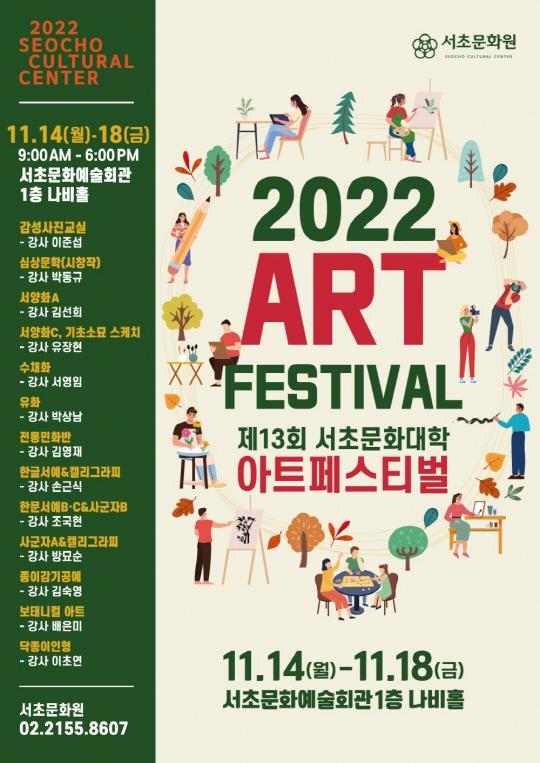 2022
SEOCHO
CULTURAL
CENTER
11.14(월)-18(금)
9:00 AM - 6:00 PM
서초문화예술회관
1층 나비홀
감성사진교실
- 강사 이준섭
심상문학(시창작)
- 강사 박동규
서양화A
- 강사 김선희
서양화C, 기초소묘 스케치
- 강사 유장현
수채화
- 강사 서영임
유화
- 강사 박상남
전통민화반
- 강사 김영재
한글서예&캘리그라피
- 강사 손근식
한문서예B·C&사군자B
- 강사 조국현
사군자A&캘리그라피
- 강사 방묘순
종이감기공예
- 강사 김숙영
보태니컬 아트
- 강사 배은미
닥종이인형
- 강사 이초연
서초문화원
02.2155.8607
서초문화원
SEOCHO CULTURAL CENTER
2022
ART
FESTIVAL
제13회 서초문화대학
아트페스티벌
11.14(월)-11.18(금)
서초문화예술회관 1층 나비홀